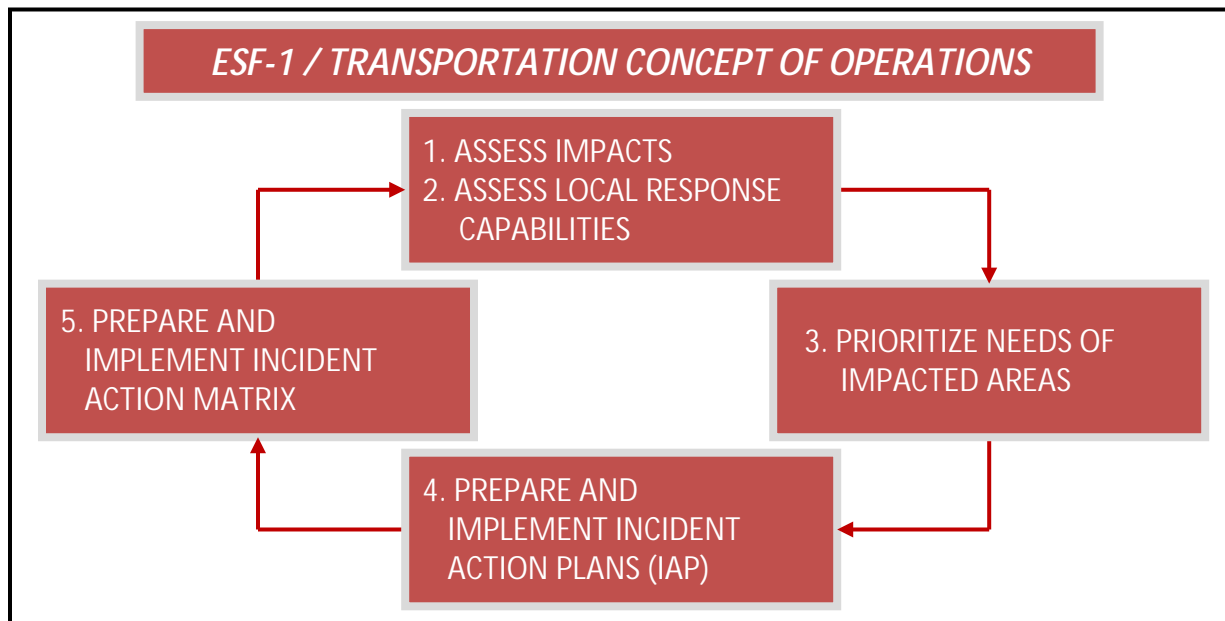 ESF-1 / TRANSPORTATION CONCEPT OF OPERATIONS
1. ASSESS IMPACTS
2. ASSESS LOCAL RESPONSE
CAPABILITIES
3. PRIORITIZE NEEDS OF
IMPACTED AREAS
4. PREPARE AND
IMPLEMENT INCIDENT
ACTION PLANS (IAP)
5. PREPARE AND
IMPLEMENT INCIDENT
ACTION MATRIX